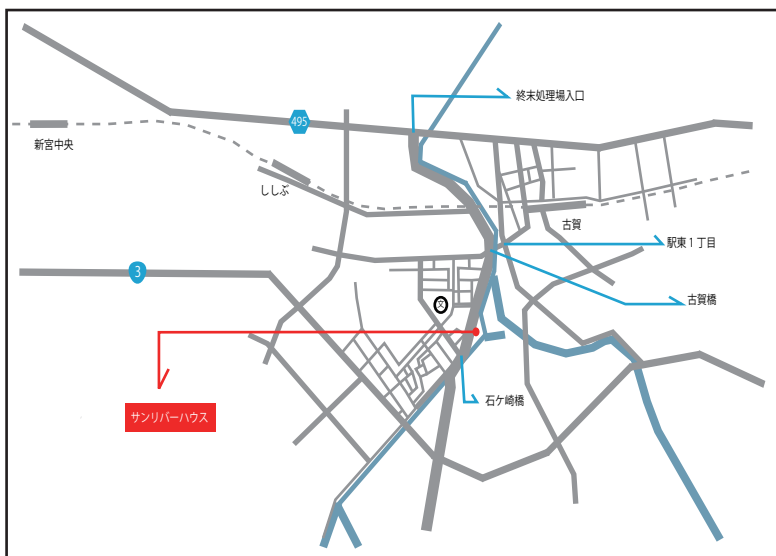 終末処理場入口
495
新宮中央
ししぶ
古賀
駅東1丁目
3
古賀橋
文
石ケ崎橋
サンリバーハウス